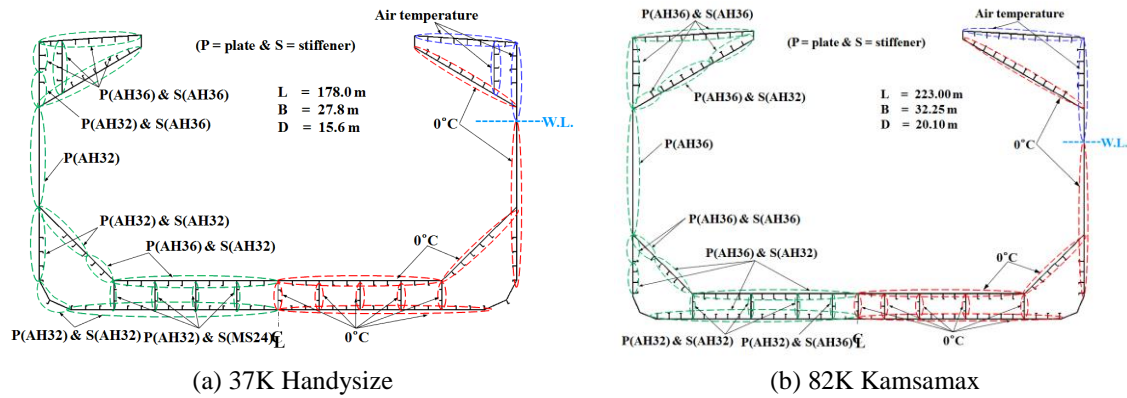 Air temperature
(P = plate & S = stiffener)
P(AH36) & S(AH36)
L = 178.0 m
B = 27.8 m
D = 15.6 m
P(AH32) & S(AH36)
0°C
W.L.
P(AH32)
P(AH32) & S(AH32)
P(AH36) & S(AH32)
0°C
P(AH32) & S(AH32)
P(AH32) & S(MS24)
C
L
0°C
(a) 37K Handysize
P(AH36) & S(AH36)
Air temperature
(P = plate & S = stiffener)
P(AH36) & S(AH32)
L = 223.00 m
B = 32.25 m
D = 20.10 m
0°C
W.L.
P(AH36)
P(AH36) & S(AH36)
P(AH36) & S(AH32)
0°C
P(AH32) & S(AH32)
P(AH32) & S(AH36)
C
L
0°C
(b) 82K Kamsamax